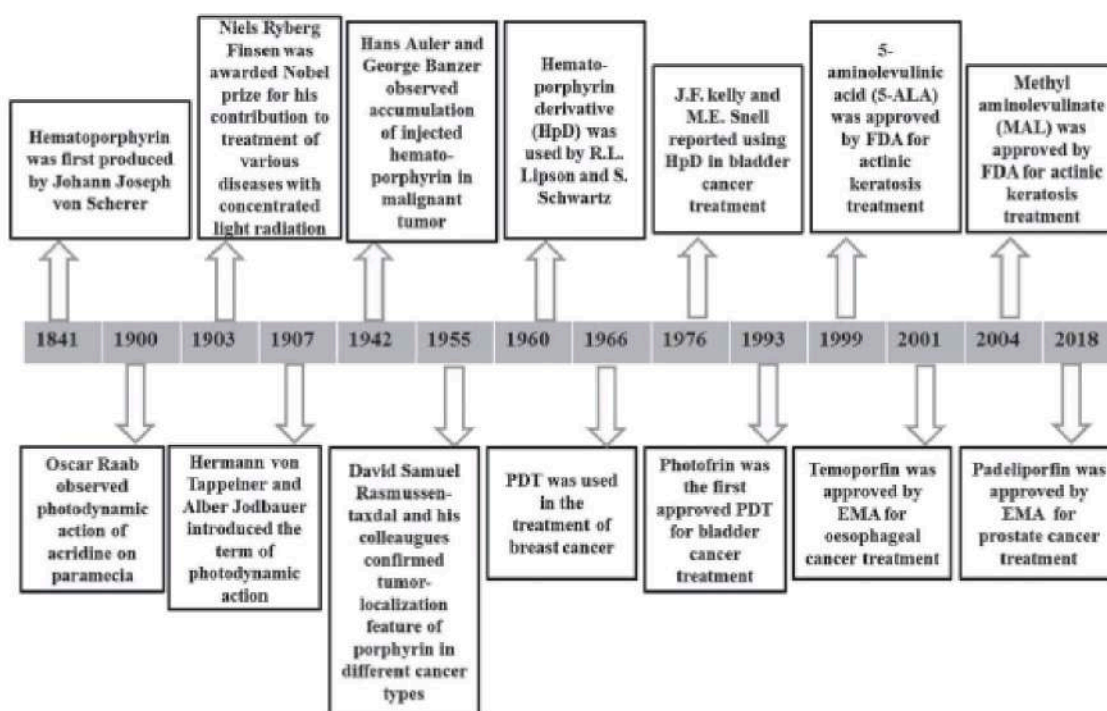 Hematoporphyrin
was first produced
by Johann Joseph
von Scherer
Niels Ryberg
Finsen was
awarded Nobel
prize for his
contribution to
treatment of
various
diseases with
concentrated
light radiation
Hans Auler and
George Banzer
observed
accumulation
of injected
hemato-
porphyrin in
malignant
tumor
Hemato-
porphyrin
derivative
(HpD) was
used by R.L.
Lipson and S.
Schwartz
J.F. kelly and
M.E. Snell
reported using
HpD in bladder
cancer
treatment
5-
aminolevulinic
acid (5-ALA)
was approved
by FDA for
actinic
keratosis
treatment
Methyl
aminolevulinate
(MAL) was
approved by
FDA for actinic
keratosis
treatment
1841 1900 1903 1907 1942 1955 1960 1966 1976 1993 1999 2001 2004 2018
Oscar Raab
observed
photodynamic
action of
acridine on
paramecia
Hermann von
Tappelner and
Alber Jodbauer
introduced the
term of
photodynamic
action
David Samuel
Rasmussen-
taxdal and his
colleaugues
confirmed
tumor-
localization
feature of
porphyrin in
different cancer
types
PDT was used
in the
treatment of
breast cancer
Photofrin was
the first
approved PDT
for bladder
cancer
treatment
Temoporfin was
approved by
EMA for
oesophageal
cancer treatment
Padeliporfin was
approved by
EMA for
prostate cancer
treatment